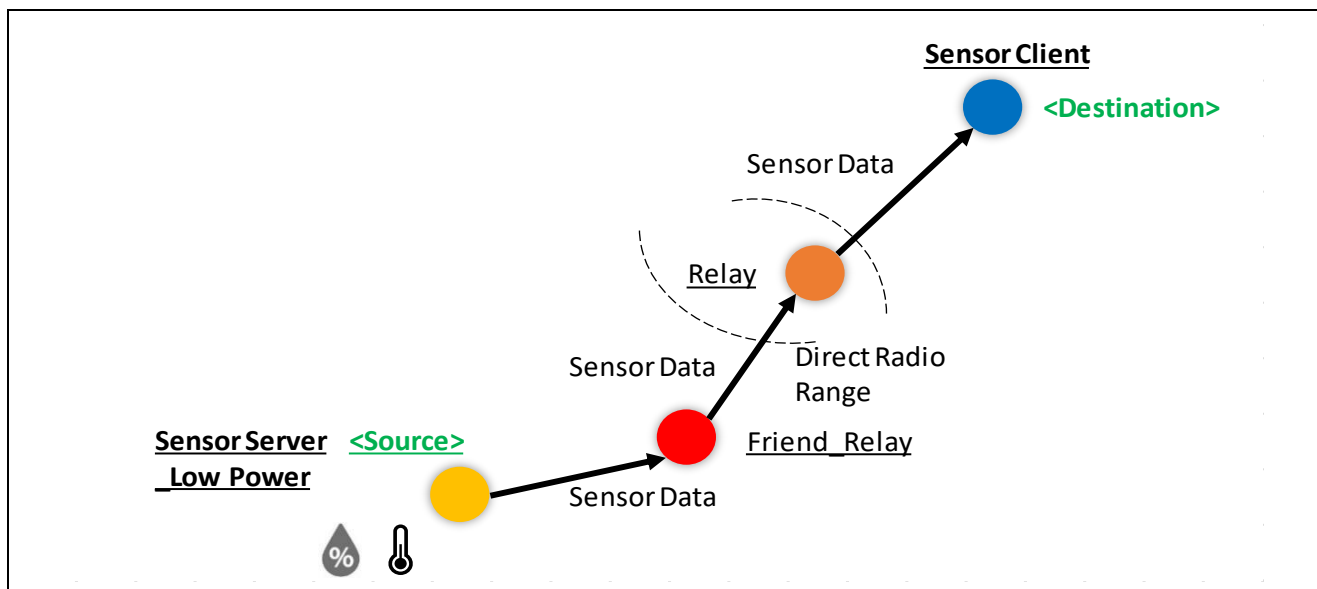 Sensor Client
<Destination>
Sensor Data
Relay
Direct Radio
Range
Sensor Data
Friend_Relay
Sensor Server <Source>
_Low Power
Sensor Data
%